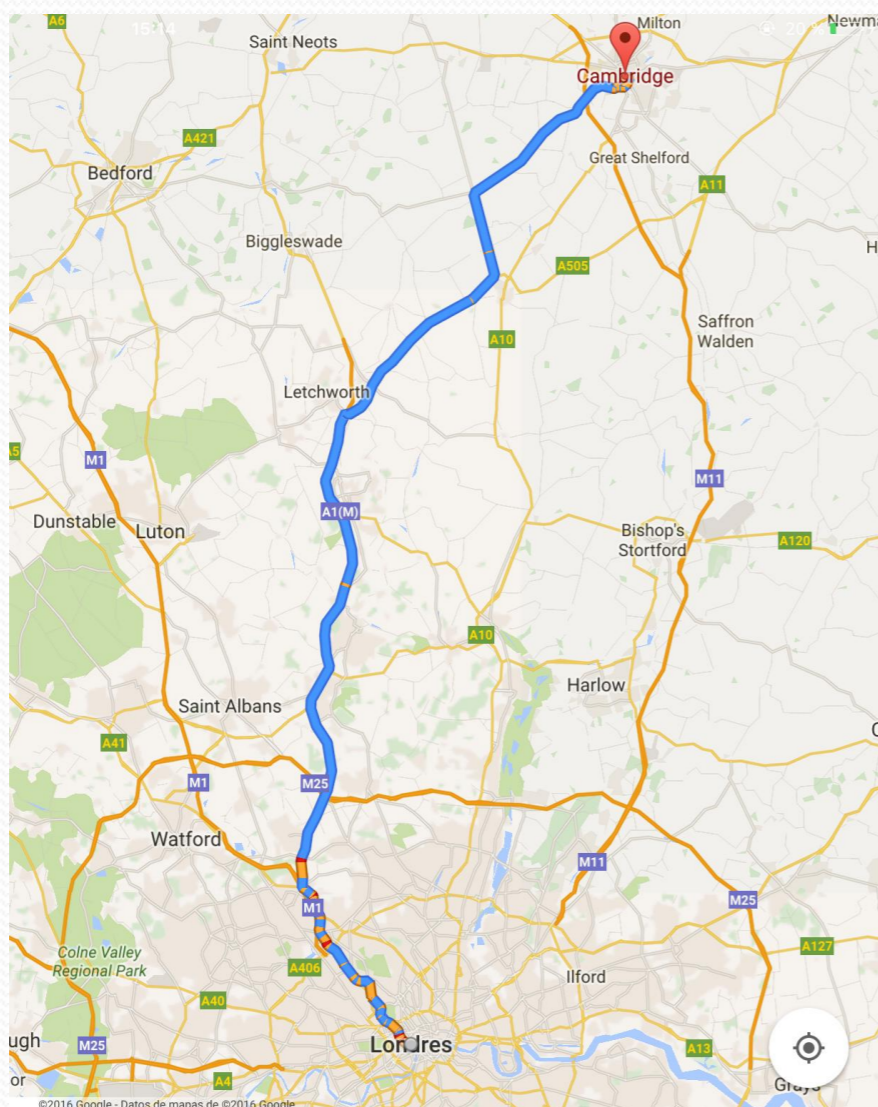 15:14
20 %
A6
Saint Neots
Milton
Newma
Cambridge
A421
Bedford
Great Shelford
A11
Biggleswade
H
A505
Saffron
Walden
A10
Letchworth
A5
M1
M11
A1(M)
Dunstable
Luton
Bishop's
Stortford
A120
A10
Harlow
Saint Albans
A41
M1
M25
Watford
M11
M1
M25
Colne Valley
Regional Park
A406
A127
Ilford
A40
ugh
M25
Londres
A13
or
A4
Grays
©2016 Google - Datos de mapas de ©2016 Google